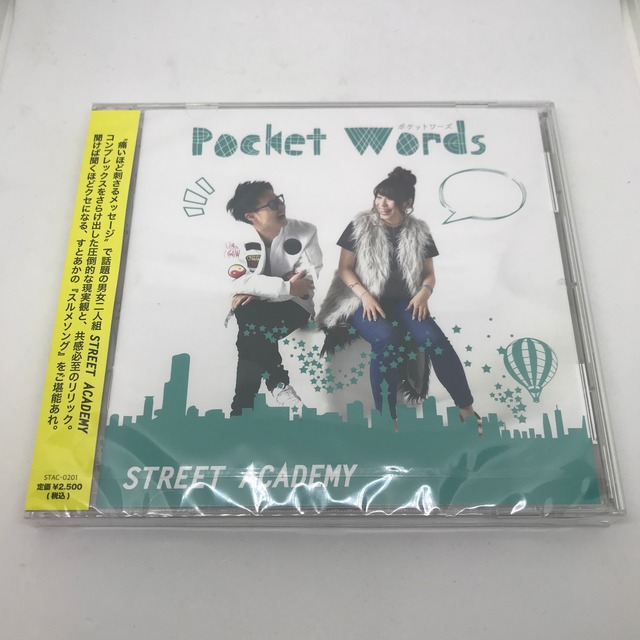 Pocket Words
ポケットワーズ
STREET ACADEMY
"痛いほど刺さるメッセージ"で話題の男女二人組 STREET ACADEMY
コンプレックスをさらけ出した圧倒的な現実観と、共感必至のリリック。
聞けば聞くほどクセになる、すとあかの『スルメソング』をご堪能あれ。
STAC-0201
定価 ¥2,500
(税込)